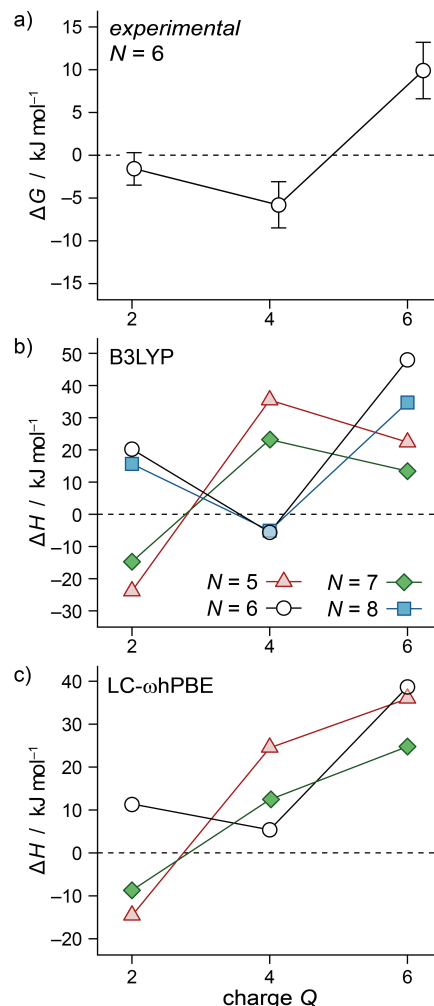 a)
experimental
N = 6
15
10
5
0
−5
−10
−15
ΔG / kJ mol−1
2
4
6
b)
B3LYP
50
40
30
20
10
0
−10
−20
−30
ΔH / kJ mol−1
N = 5
N = 7
N = 6
N = 8
2
4
6
c)
LC-ωhPBE
40
30
20
10
0
−10
−20
ΔH / kJ mol−1
2
4
6
charge Q